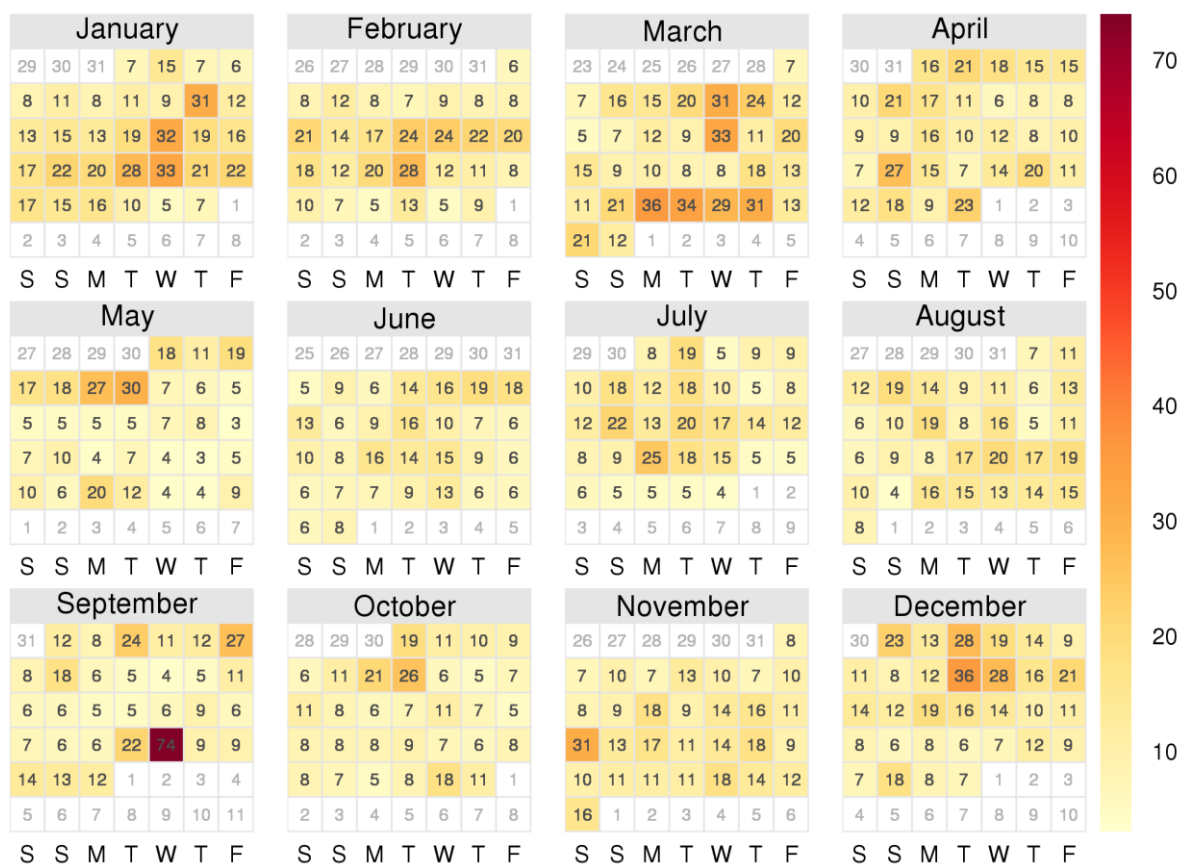 January February March April
29 30 31 7 15 7 6 26 27 28 29 30 31 6 23 24 25 26 27 28 7 30 31 16 21 18 15 15
8 11 8 11 9 31 12 8 12 8 7 9 8 8 7 16 15 20 31 24 12 10 21 17 11 6 8 8
13 15 13 19 32 19 16 21 14 17 24 24 22 20 5 7 12 9 33 11 20 9 9 16 10 12 8 10
17 22 20 28 33 21 22 18 12 20 28 12 11 8 15 9 10 8 8 18 13 7 27 15 7 14 20 11
17 15 16 10 5 7 1 10 7 5 13 5 9 1 11 21 36 34 29 31 13 12 18 9 23 1 2 3
2 3 4 5 6 7 8 2 3 4 5 6 7 8 21 12 1 2 3 4 5 4 5 6 7 8 9 10
S S M T W T F S S M T W T F S S M T W T F S S M T W T F
May June July August
27 28 29 30 18 11 19 25 26 27 28 29 30 31 29 30 8 19 5 9 9 27 28 29 30 31 7 11
17 18 27 30 7 6 5 5 9 6 14 16 19 18 10 18 12 18 10 5 8 12 19 14 9 11 6 13
5 5 5 5 7 8 3 13 6 9 16 10 7 6 12 22 13 20 17 14 12 6 10 19 8 16 5 11
7 10 4 7 4 3 5 10 8 16 14 15 9 6 8 9 25 18 15 5 5 6 9 8 17 20 17 19
10 6 20 12 4 4 9 6 7 7 9 13 6 6 6 5 5 5 4 1 2 10 4 16 15 13 14 15
1 2 3 4 5 6 7 6 8 1 2 3 4 5 3 4 5 6 7 8 9 8 1 2 3 4 5 6
S S M T W T F S S M T W T F S S M T W T F S S M T W T F
September October November December
31 12 8 24 11 12 27 28 29 30 19 11 10 9 26 27 28 29 30 31 8 30 23 13 28 19 14 9
8 18 6 5 4 5 11 6 11 21 26 6 5 7 7 10 7 13 10 7 10 11 8 12 36 28 16 21
6 6 5 5 6 9 6 11 8 6 7 11 7 5 8 9 18 9 14 16 11 14 12 19 16 14 10 11
7 6 6 22 74 9 9 8 8 8 9 7 6 8 31 13 17 11 14 18 9 8 6 8 6 7 12 9
14 13 12 1 2 3 4 8 7 5 8 18 11 1 10 11 11 11 18 14 12 7 18 8 7 1 2 3
5 6 7 8 9 10 11 2 3 4 5 6 7 8 16 1 2 3 4 5 6 4 5 6 7 8 9 10
S S M T W T F S S M T W T F S S M T W T F S S M T W T F
70
60
50
40
30
20
10